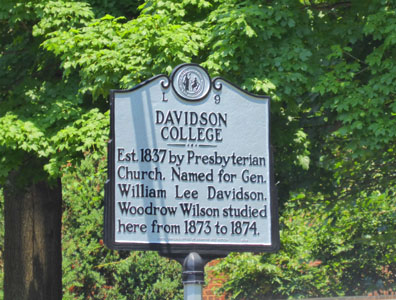 L 9
DAVIDSON
COLLEGE
Est. 1837 by Presbyterian
Church. Named for Gen.
William Lee Davidson.
Woodrow Wilson studied
here from 1873 to 1874.